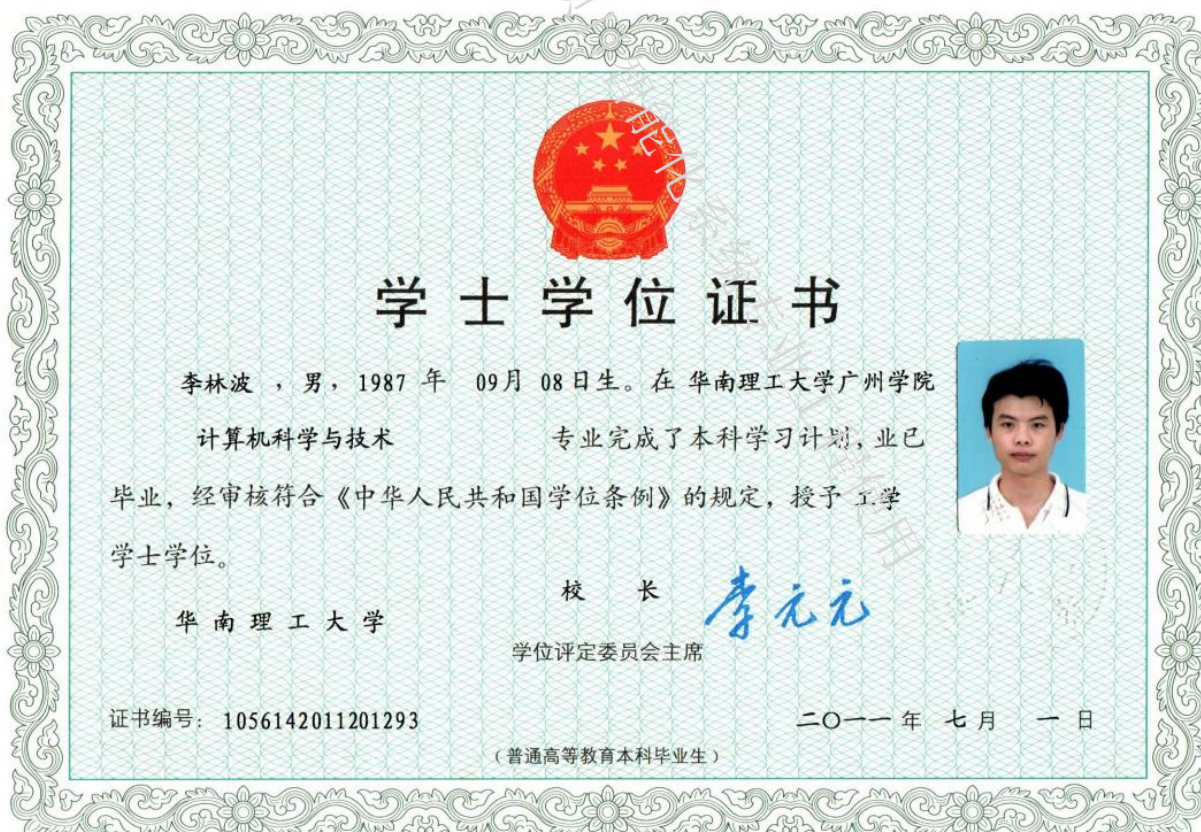 学士学位证书
李林波 ，男，1987 年 09月 08日生。在 华南理工大学广州学院
计算机科学与技术 专业完成了本科学习计划，业已
毕业，经审核符合《中华人民共和国学位条例》的规定，授予 工学
学士学位。
校 长 李元元
华南理工大学
学位评定委员会主席
证书编号：1056142011201293
二〇一一年 七月 一日
（普通高等教育本科毕业生）